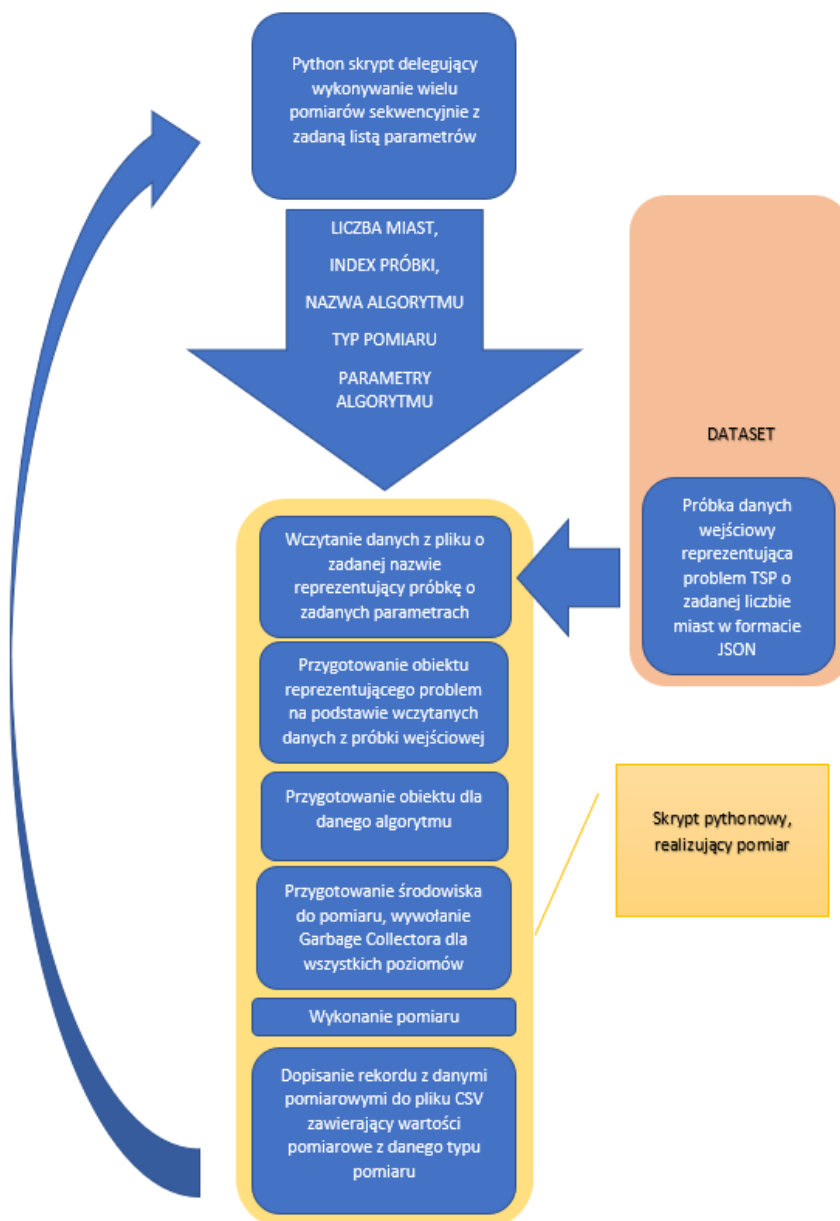 Python skrypt delegujący
wykonywanie wielu
pomiarów sekwencyjnie z
zadaną listą parametrów
LICZBA MIAST,
INDEX PRÓBKI,
NAZWA ALGORYTMU
TYP POMIARU
PARAMETRY
ALGORYTMU
DATASET
Próbka danych
wejściowy
reprezentująca
problem TSP o
zadanej liczbie
miast w formacie
JSON
Wczytanie danych z pliku o
zadanej nazwie
reprezentujący próbkę o
zadanych parametrach
Przygotowanie obiektu
reprezentującego problem
na podstawie wczytanych
danych z próbki wejściowej
Przygotowanie obiektu dla
danego algorytmu
Skrypt pythonowy,
realizujący pomiar
Przygotowanie środowiska
do pomiaru, wywołanie
Garbage Collectora dla
wszystkich poziomów
Wykonanie pomiaru
Dopisanie rekordu z danymi
pomiarowymi do pliku CSV
zawierający wartości
pomiarowe z danego typu
pomiaru